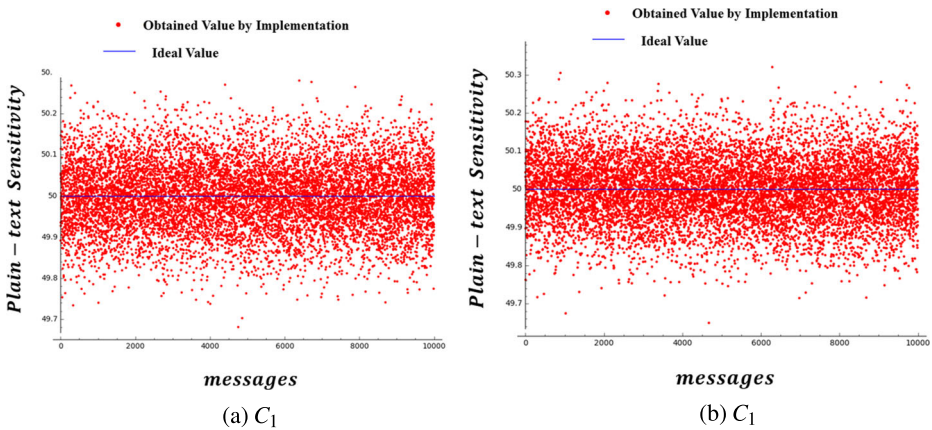 Obtained Value by Implementation
Ideal Value
Plain – text Sensitivity
50.
50.2
50.1
50
49.9
49.8
49.7
0 2000 4000 6000 8000 10000
messages
(a) C1
Obtained Value by Implementation
Ideal Value
Plain – text Sensitivity
50.3
50.2
50.1
50
49.9
49.8
49.7
0 2000 4000 6000 8000 10000
messages
(b) C1